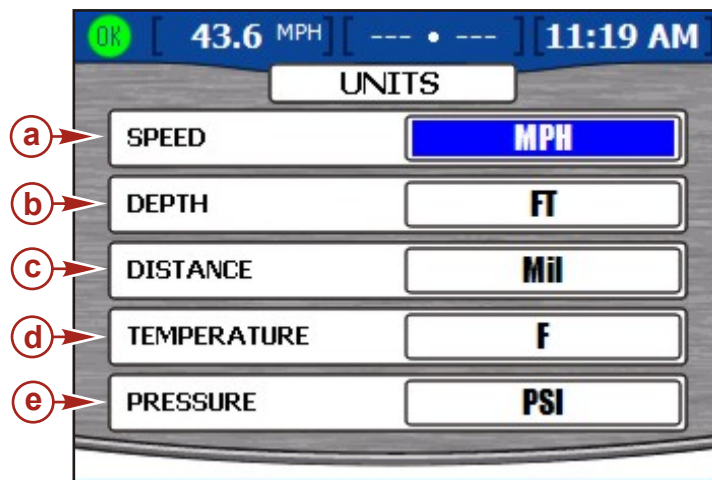 OK [ 43.6 MPH ] [ --- • --- ] [ 11:19 AM ]
UNITS
a SPEED MPH
b DEPTH FT
c DISTANCE Mil
d TEMPERATURE F
e PRESSURE PSI